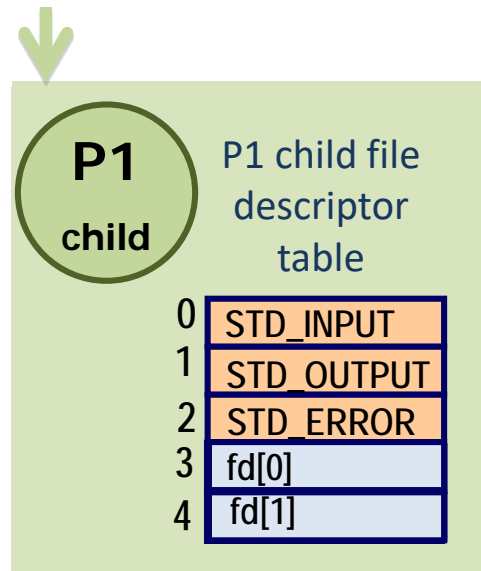 P1
child
P1 child file
descriptor
table
0 STD_INPUT
1 STD_OUTPUT
2 STD_ERROR
3 fd[0]
4 fd[1]